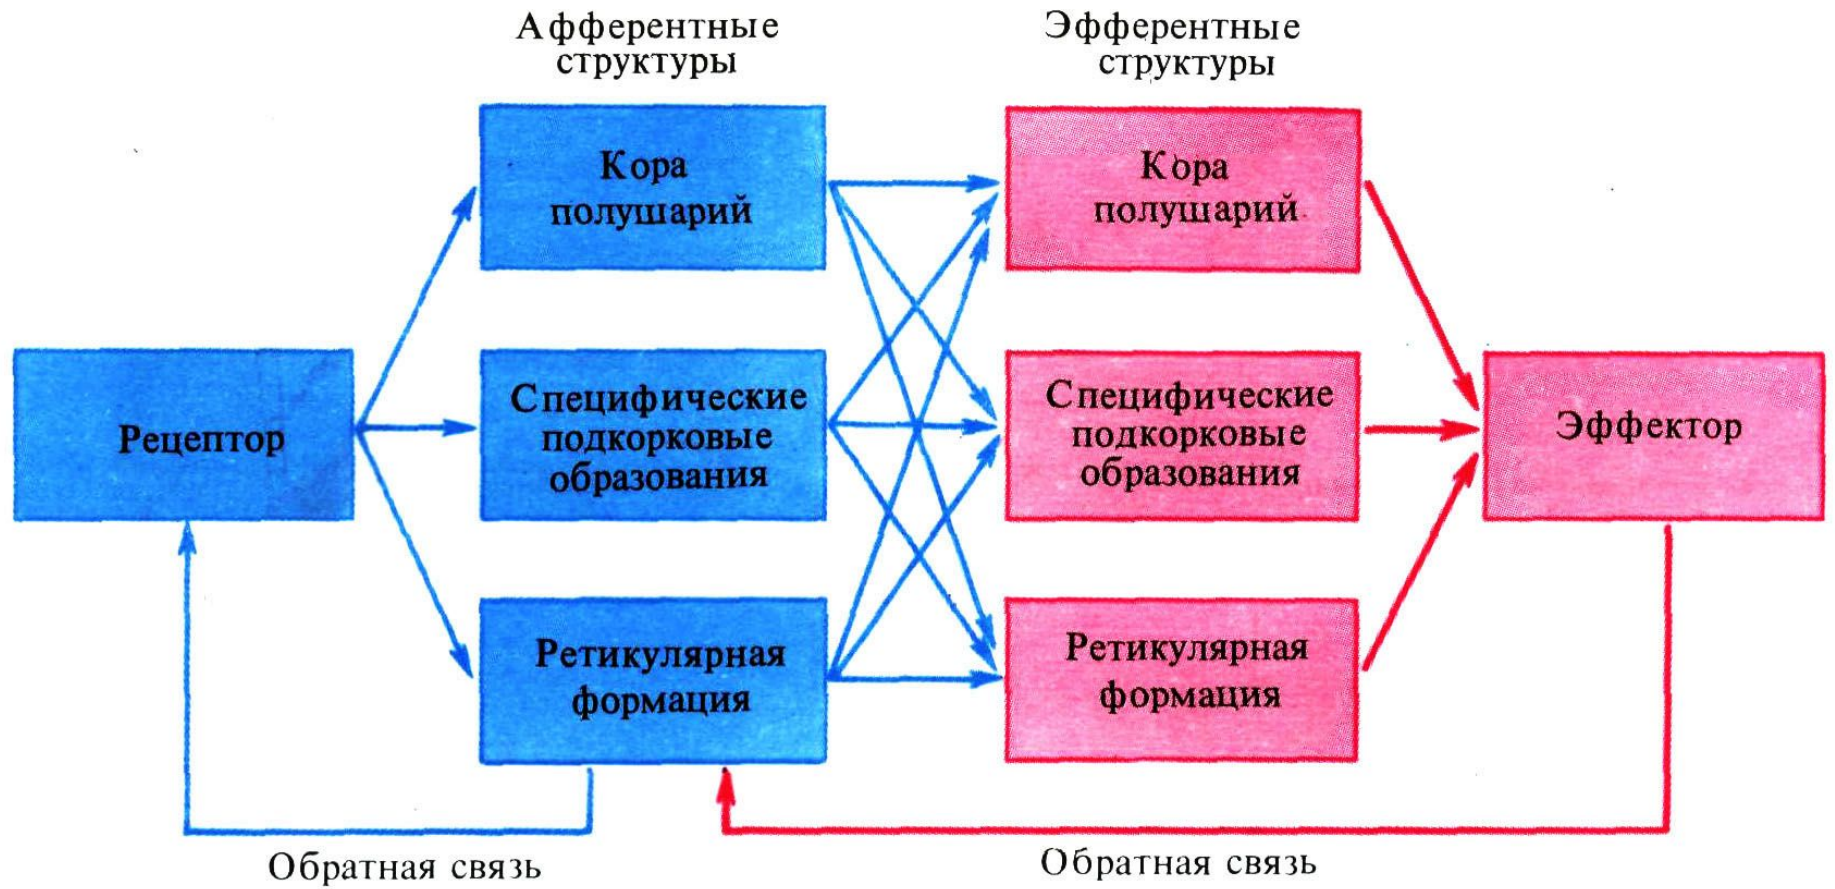 Афферентные
структуры
Эфферентные
структуры
Кора
полушарий
Кора
полушарий
Рецептор
Специфические
подкорковые
образования
Специфические
подкорковые
образования
Эффектор
Ретикулярная
формация
Ретикулярная
формация
Обратная связь
Обратная связь